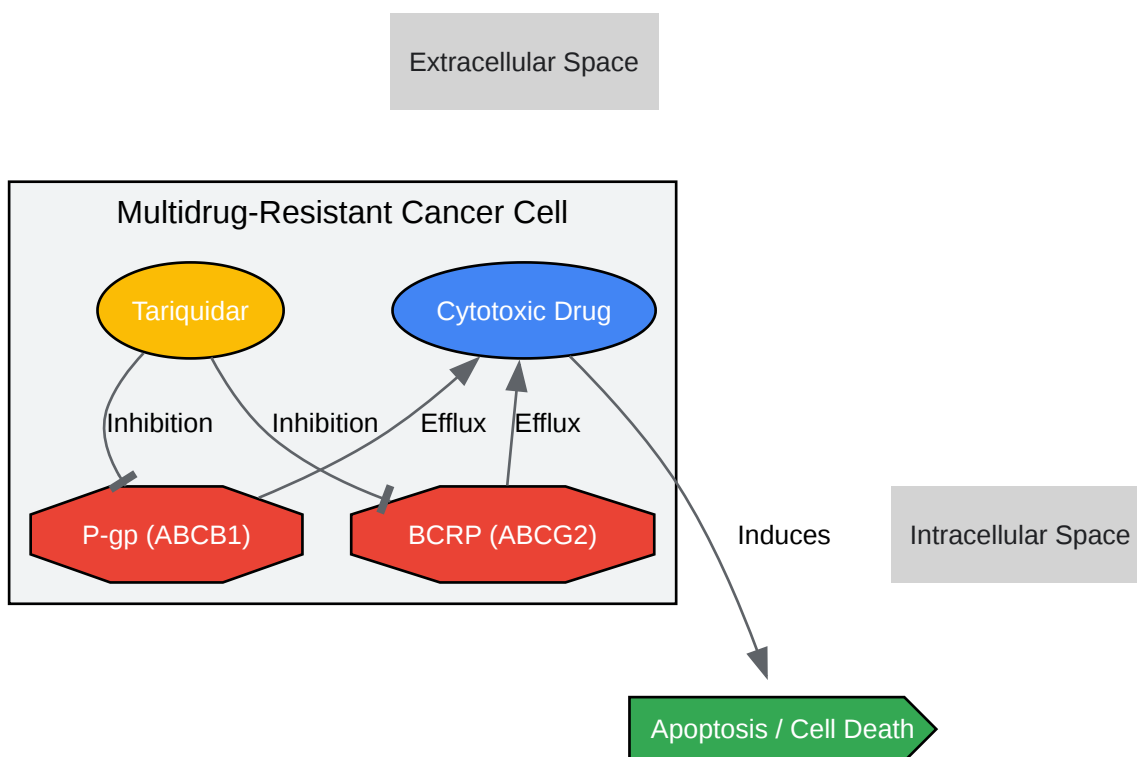 Extracellular Space
Multidrug-Resistant Cancer Cell
Tariquidar
Cytotoxic Drug
Inhibition
Inhibition
Efflux
Efflux
P-gp (ABCB1)
BCRP (ABCG2)
Induces
Intracellular Space
Apoptosis / Cell Death